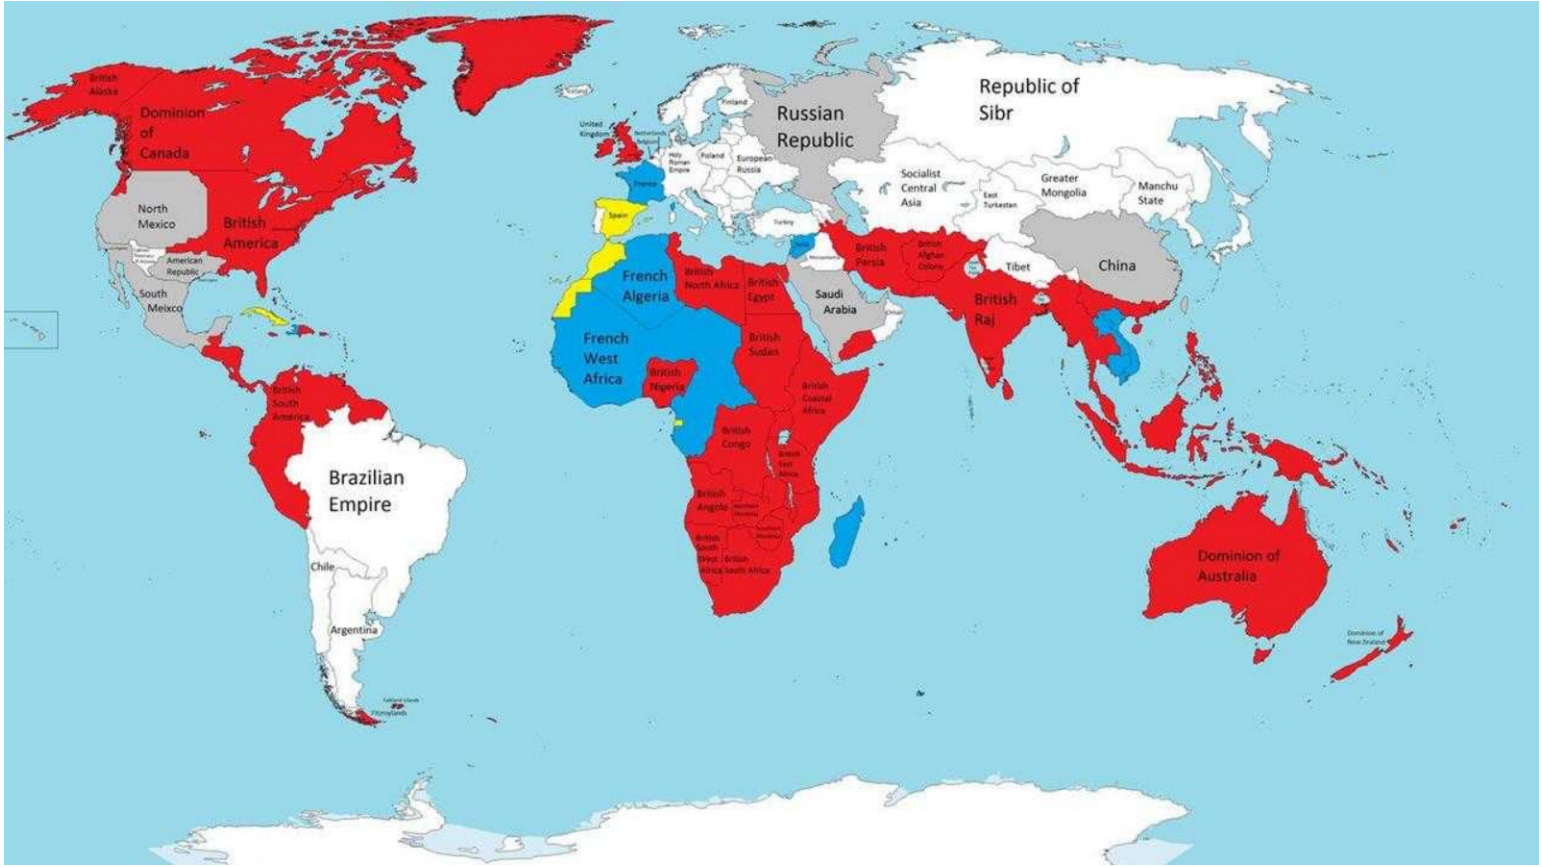 British
Alaska
Dominion
of
Canada
North
Mexico
British
America
American
Republic
South
Meixco
British
South
America
Brazilian
Empire
Chile
Argentina
Falkland Islands
Fitzroylands
Iceland
United
Kingdom
Netherlands
Belgium
Finland
Holy
Roman
Empire
Poland
European
Russia
France
Spain
Turkey
Syria
Mesopotamia
Russian
Republic
Republic of
Sibr
Socialist
Central
Asia
East
Turkestan
Greater
Mongolia
Manchu
State
China
Tibet
British
Persia
British
Afghan
Colony
British
Raj
Saudi
Arabia
Oman
French
Algeria
British
North Africa
British
Egypt
French
West
Africa
British
Nigeria
British
Sudan
British
Coastal
Africa
British
Congo
British
East
Africa
British
Angola
Northern
Rhodesia
Southern
Rhodesia
British
South
West
Africa
British
South Africa
Dominion of
Australia
Dominion of
New Zealand